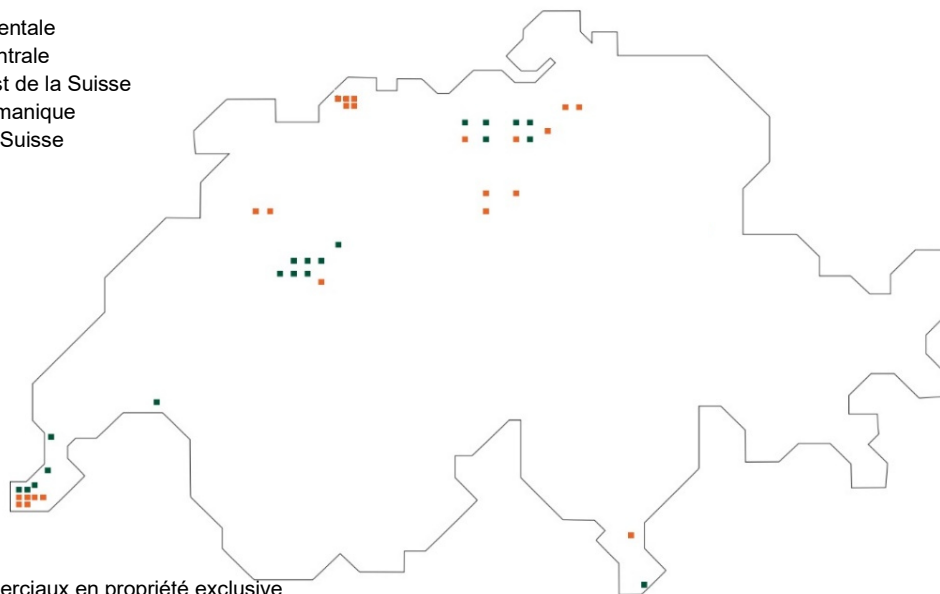 entale
ntrale
st de la Suisse
manique
Suisse
erciaux en propriété exclusive